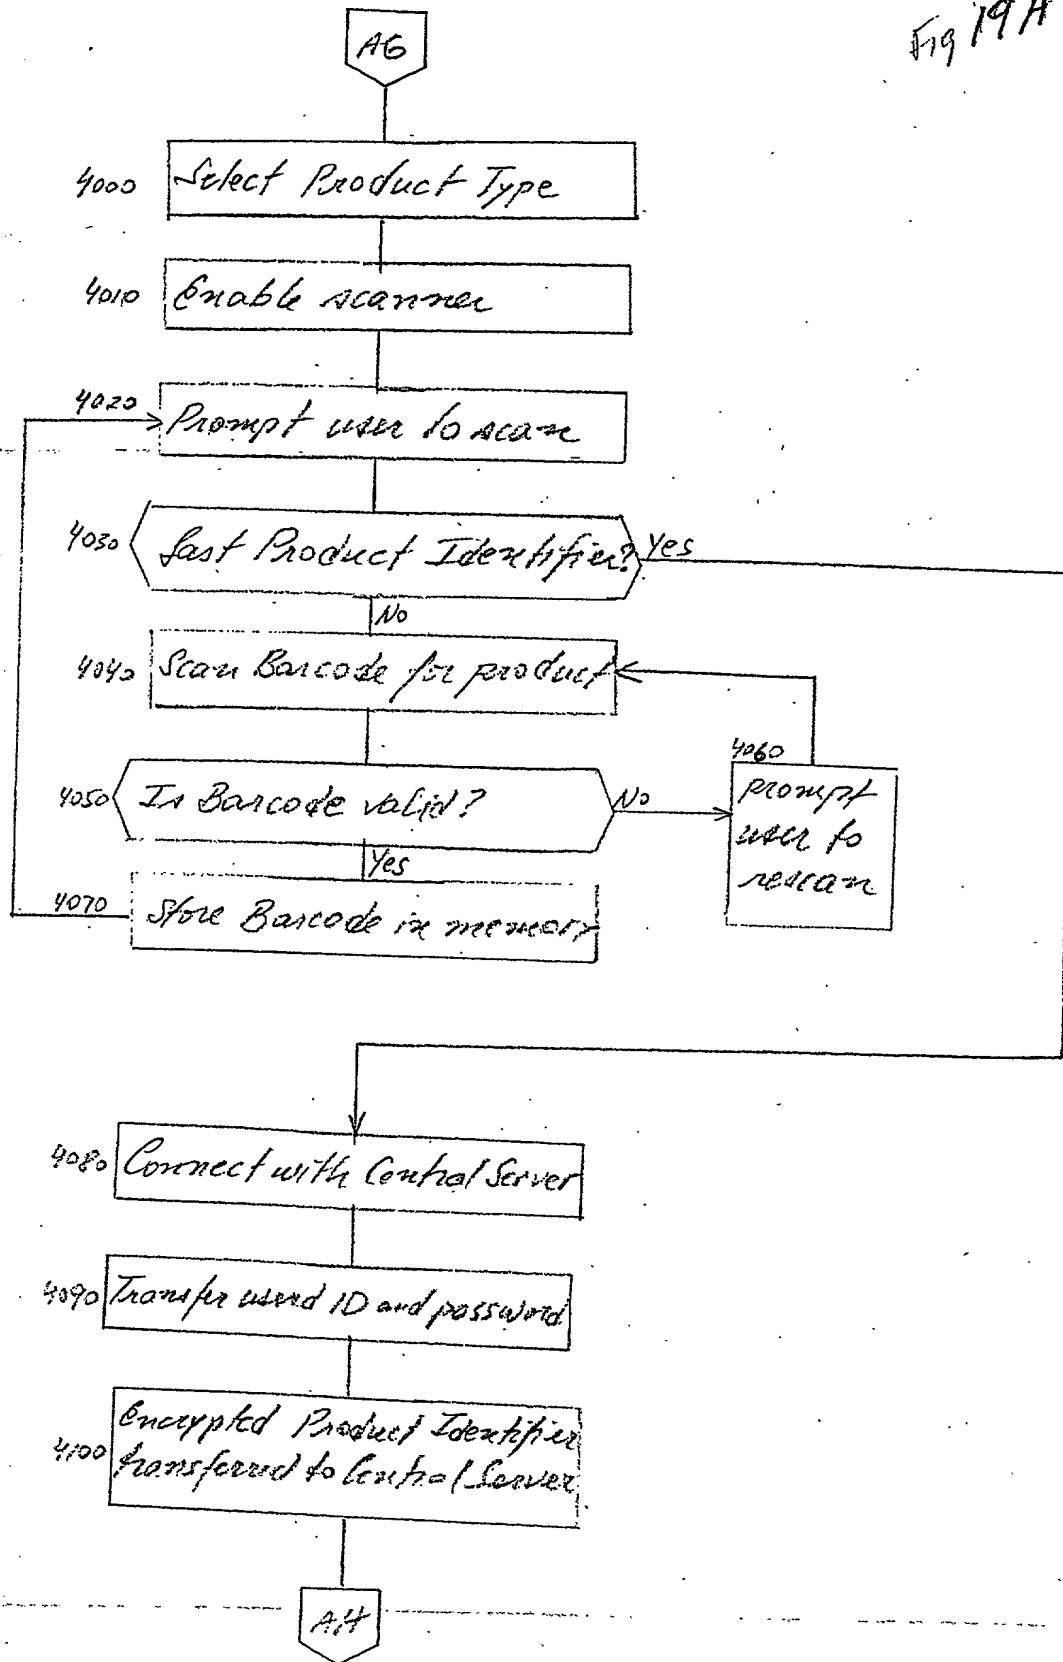 Fig 19A
AG
4000 Select Product Type
4010 Enable scanner
4020
Prompt user to scan
4030 Last Product Identifier? Yes
No
4040 Scan Barcode for product
4060
4050 Is Barcode valid? No
prompt
user to
rescan
Yes
4070 Store Barcode in memory
4080 Connect with Central Server
4090 Transfer userd ID and password
4100 Encrypted Product Identifier
transferred to Central Server
AH